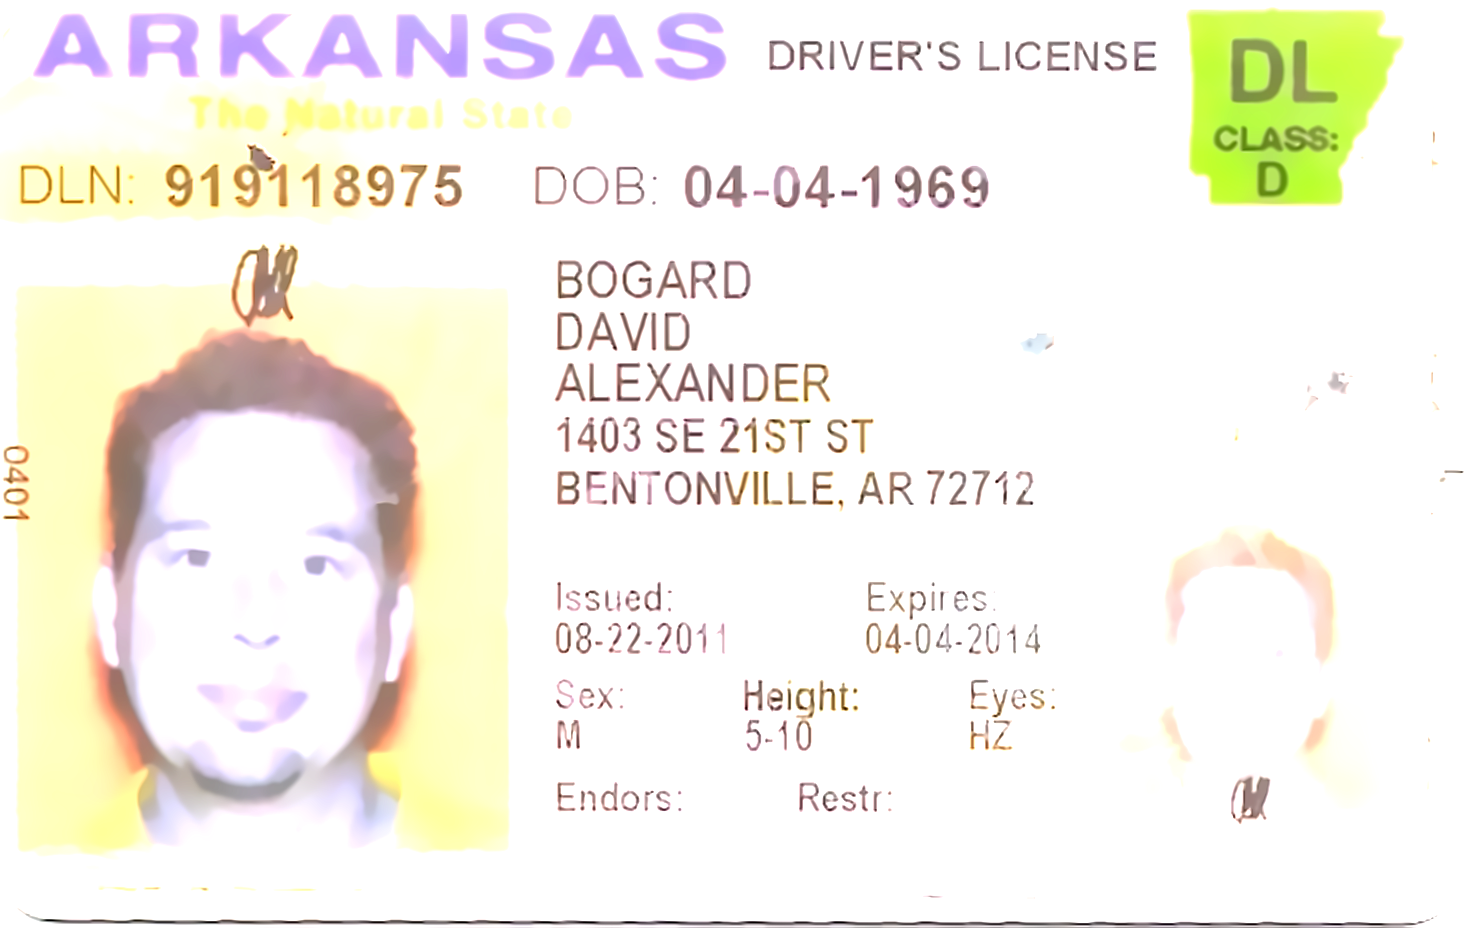 ARKANSAS DRIVER'S LICENSE
The Natural State
DL
CLASS:
D
DLN: 919118975 DOB: 04-04-1969
BOGARD
DAVID
ALEXANDER
1403 SE 21ST ST
BENTONVILLE, AR 72712
0401
Issued: Expires:
08-22-2011 04-04-2014
Sex: Height: Eyes:
M 5-10 HZ
Endors: Restr: